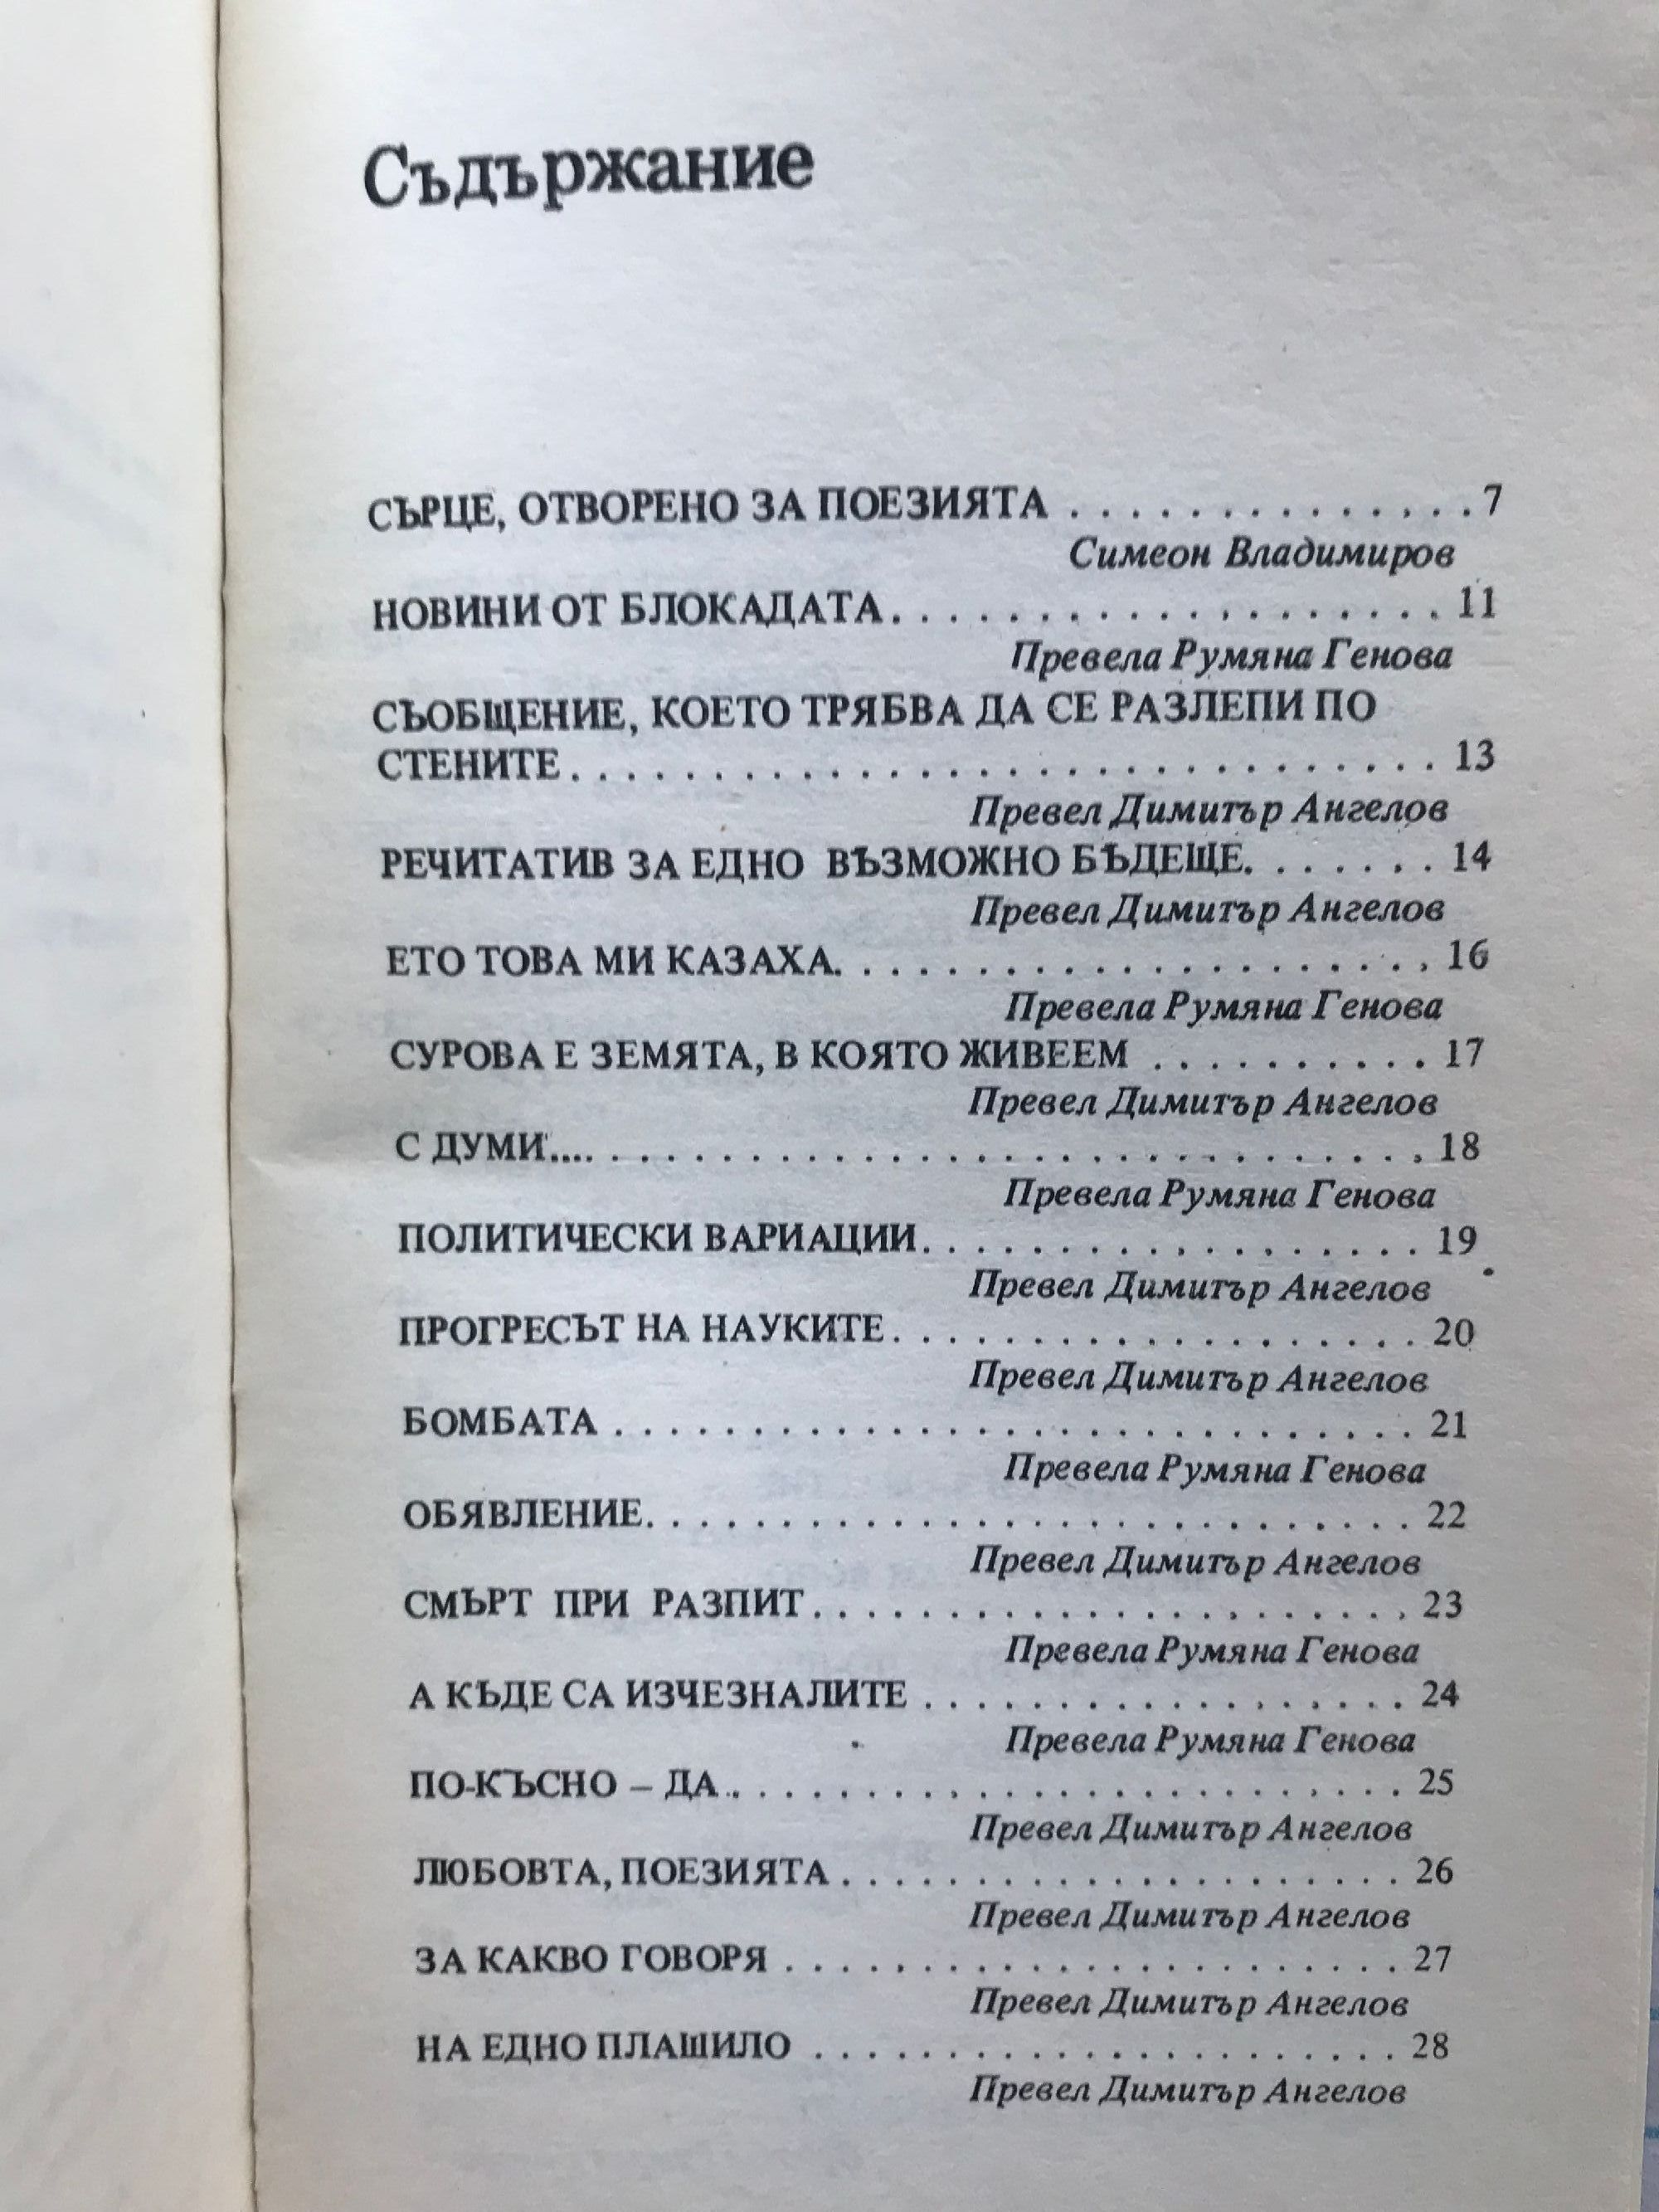 Съдържание
СЪРЦЕ, ОТВОРЕНО ЗА ПОЕЗИЯТА . . . . . . . . . . . . . . 7
Симеон Владимиров
НОВИНИ ОТ БЛОКАДАТА. . . . . . . . . . . . . . . . . . . . 11
Превела Румяна Генова
СЪОБЩЕНИЕ, КОЕТО ТРЯБВА ДА СЕ РАЗЛЕПИ ПО
СТЕНИТЕ. . . . . . . . . . . . . . . . . . . . . . . . . . . . . . . 13
Превел Димитър Ангелов
РЕЧИТАТИВ ЗА ЕДНО ВЪЗМОЖНО БЪДЕЩЕ. . . . . . . 14
Превел Димитър Ангелов
ЕТО ТОВА МИ КАЗАХА. . . . . . . . . . . . . . . . . . . . . 16
Превела Румяна Генова
СУРОВА Е ЗЕМЯТА, В КОЯТО ЖИВЕЕМ . . . . . . . . . . 17
Превел Димитър Ангелов
С ДУМИ.... . . . . . . . . . . . . . . . . . . . . . . . . . . . . . . 18
Превела Румяна Генова
ПОЛИТИЧЕСКИ ВАРИАЦИИ. . . . . . . . . . . . . . . . . . 19
Превел Димитър Ангелов
ПРОГРЕСЪТ НА НАУКИТЕ. . . . . . . . . . . . . . . . . . . 20
Превел Димитър Ангелов
БОМБАТА . . . . . . . . . . . . . . . . . . . . . . . . . . . . . 21
Превела Румяна Генова
ОБЯВЛЕНИЕ. . . . . . . . . . . . . . . . . . . . . . . . . . . . 22
Превел Димитър Ангелов
СМЪРТ ПРИ РАЗПИТ. . . . . . . . . . . . . . . . . . . . . . 23
Превела Румяна Генова
А КЪДЕ СА ИЗЧЕЗНАЛИТЕ . . . . . . . . . . . . . . . . . . 24
Превела Румяна Генова
ПО-КЪСНО – ДА . . . . . . . . . . . . . . . . . . . . . . . . . 25
Превел Димитър Ангелов
ЛЮБОВТА, ПОЕЗИЯТА . . . . . . . . . . . . . . . . . . . . . 26
Превел Димитър Ангелов
ЗА КАКВО ГОВОРЯ . . . . . . . . . . . . . . . . . . . . . . . 27
Превел Димитър Ангелов
НА ЕДНО ПЛАШИЛО . . . . . . . . . . . . . . . . . . . . . . 28
Превел Димитър Ангелов